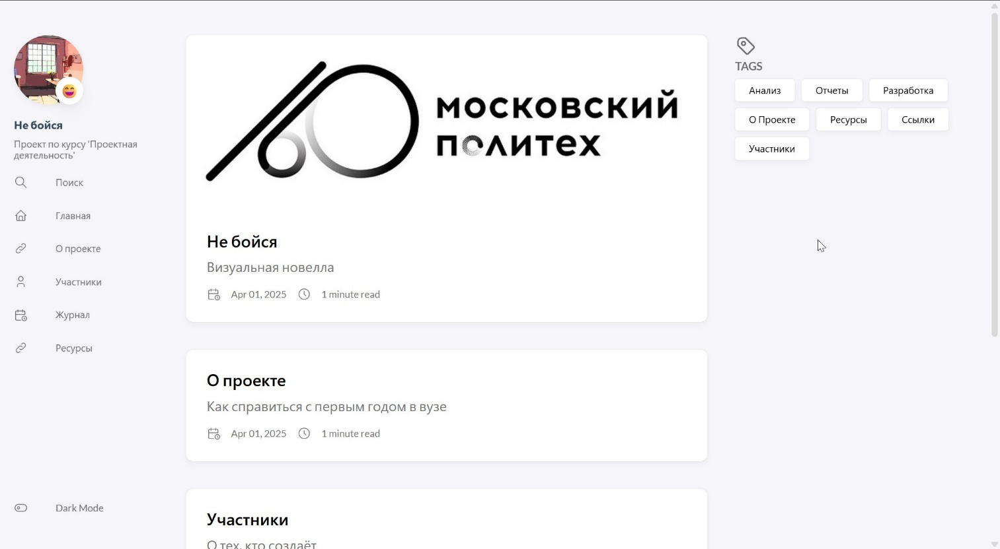 Не бойся
Проект по курсу 'Проектная
деятельность'
Поиск
Главная
О проекте
Участники
Журнал
Ресурсы
Dark Mode
МОСКОВСКИЙ
ПОЛИТЕХ
Не бойся
Визуальная новелла
Apr 01, 2025 1 minute read
О проекте
Как справиться с первым годом в вузе
Apr 01, 2025 1 minute read
Участники
О тех, кто создаёт
TAGS
Анализ Отчеты Разработка
О Проекте Ресурсы Ссылки
Участники